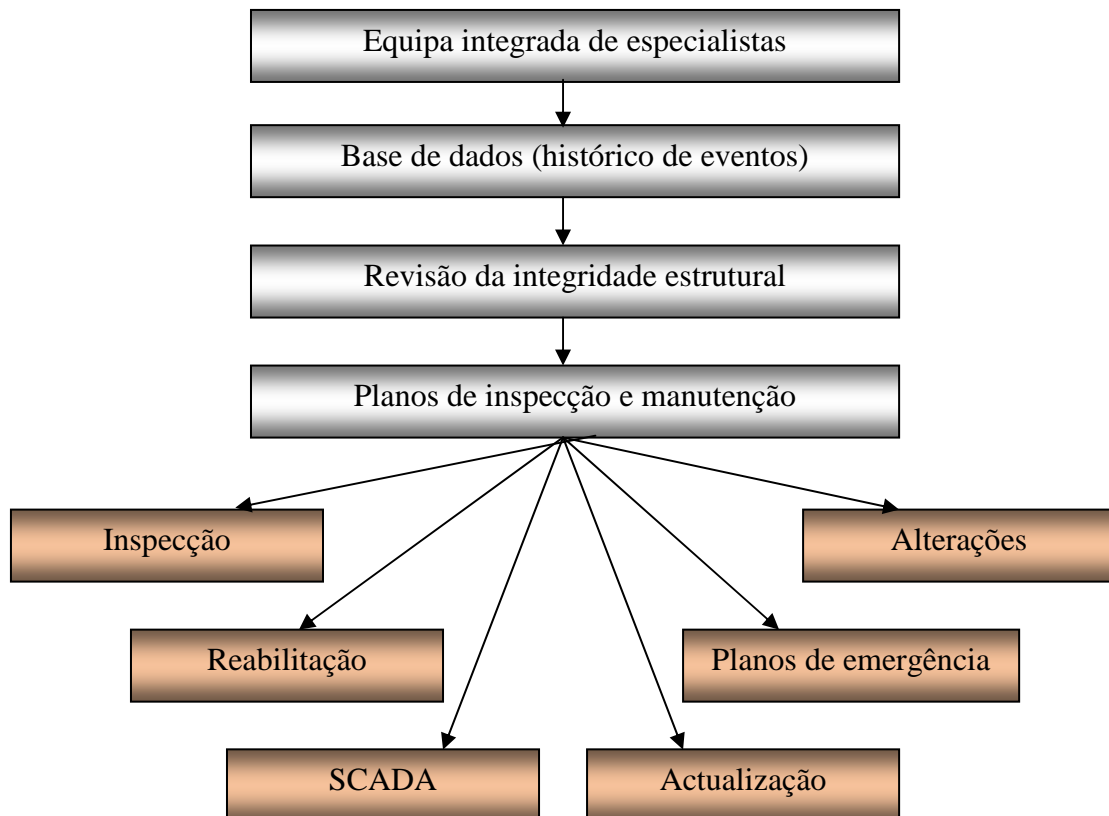 Equipa integrada de especialistas
Base de dados (histórico de eventos)
Revisão da integridade estrutural
Planos de inspecção e manutenção
Inspecção
Alterações
Reabilitação
Planos de emergência
SCADA
Actualização